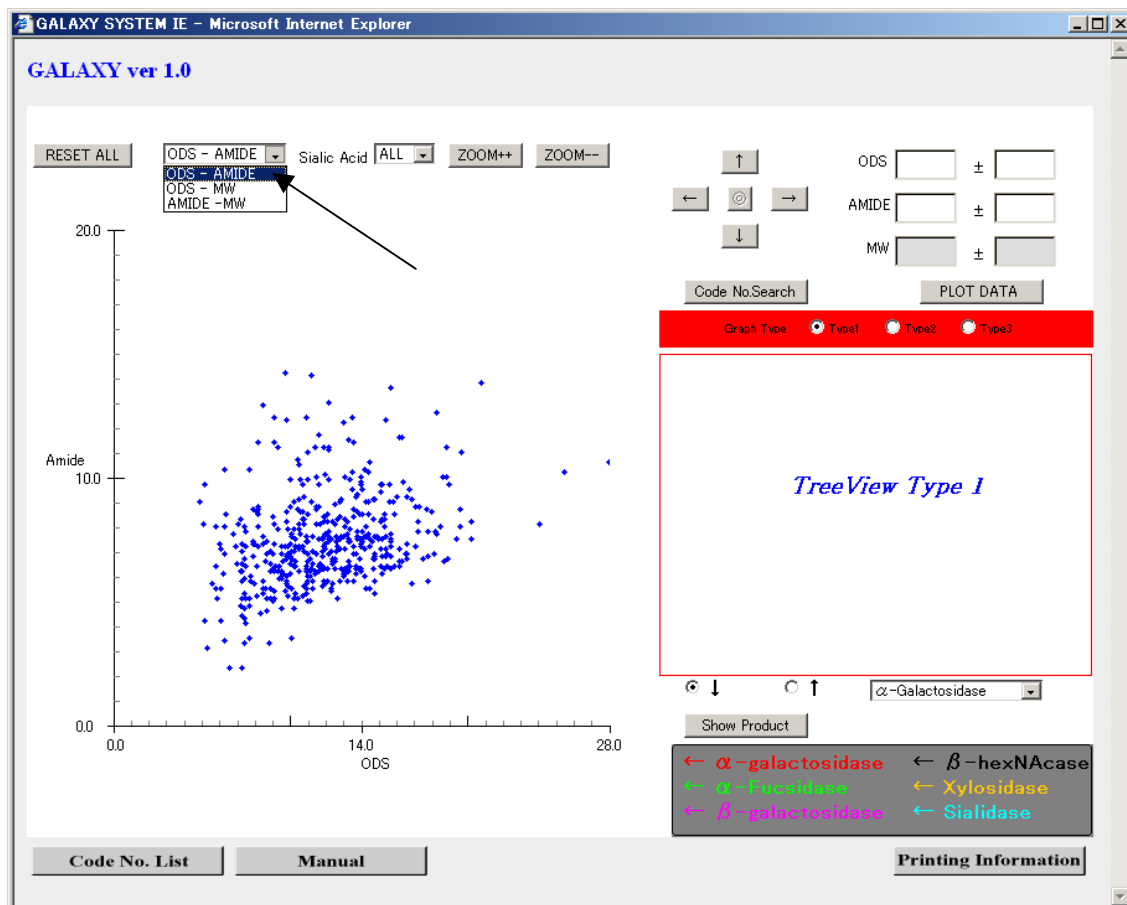 GALAXY SYSTEM IE - Microsoft Internet Explorer
GALAXY ver 1.0
RESET ALL
ODS - AMIDE
Sialic Acid
ALL
ZOOM++
ZOOM--
ODS - AMIDE
ODS - MW
AMIDE -MW
↑
←
◎
→
↓
ODS
±
AMIDE
±
MW
±
Code No.Search
PLOT DATA
Graph Type
Type1
Type2
Type3
TreeView Type 1
20.0
Amide
10.0
0.0
0.0
14.0
28.0
ODS
↓
↑
α-Galactosidase
Show Product
← α-galactosidase
← β-hexNAcase
← α-Fucsidase
← Xylosidase
← β-galactosidase
← Sialidase
Code No. List
Manual
Printing Information